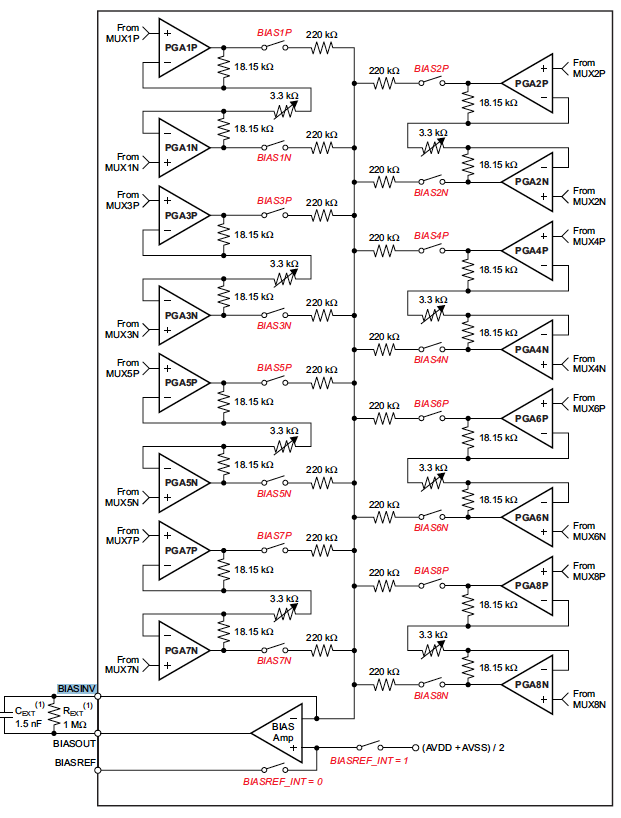 From
MUX1P
PGA1P
BIAS1P
220 kΩ
18.15 kΩ
3.3 kΩ
18.15 kΩ
PGA1N
From
MUX1N
BIAS1N
220 kΩ
From
MUX3P
PGA3P
BIAS3P
220 kΩ
18.15 kΩ
3.3 kΩ
18.15 kΩ
PGA3N
From
MUX3N
BIAS3N
220 kΩ
From
MUX5P
PGA5P
BIAS5P
220 kΩ
18.15 kΩ
3.3 kΩ
18.15 kΩ
PGA5N
From
MUX5N
BIAS5N
220 kΩ
From
MUX7P
PGA7P
BIAS7P
220 kΩ
18.15 kΩ
3.3 kΩ
18.15 kΩ
PGA7N
From
MUX7N
BIAS7N
220 kΩ
220 kΩ
BIAS2P
PGA2P
From
MUX2P
18.15 kΩ
3.3 kΩ
18.15 kΩ
220 kΩ
BIAS2N
PGA2N
From
MUX2N
220 kΩ
BIAS4P
PGA4P
From
MUX4P
18.15 kΩ
3.3 kΩ
18.15 kΩ
220 kΩ
BIAS4N
PGA4N
From
MUX4N
220 kΩ
BIAS6P
PGA6P
From
MUX6P
18.15 kΩ
3.3 kΩ
18.15 kΩ
220 kΩ
BIAS6N
PGA6N
From
MUX6N
220 kΩ
BIAS8P
PGA8P
From
MUX8P
18.15 kΩ
3.3 kΩ
18.15 kΩ
220 kΩ
BIAS8N
PGA8N
From
MUX8N
BIASINV
CEXT(1)
1.5 nF
REXT(1)
1 MΩ
BIASOUT
BIASREF
BIAS
Amp
BIASREF_INT = 1
(AVDD + AVSS) / 2
BIASREF_INT = 0